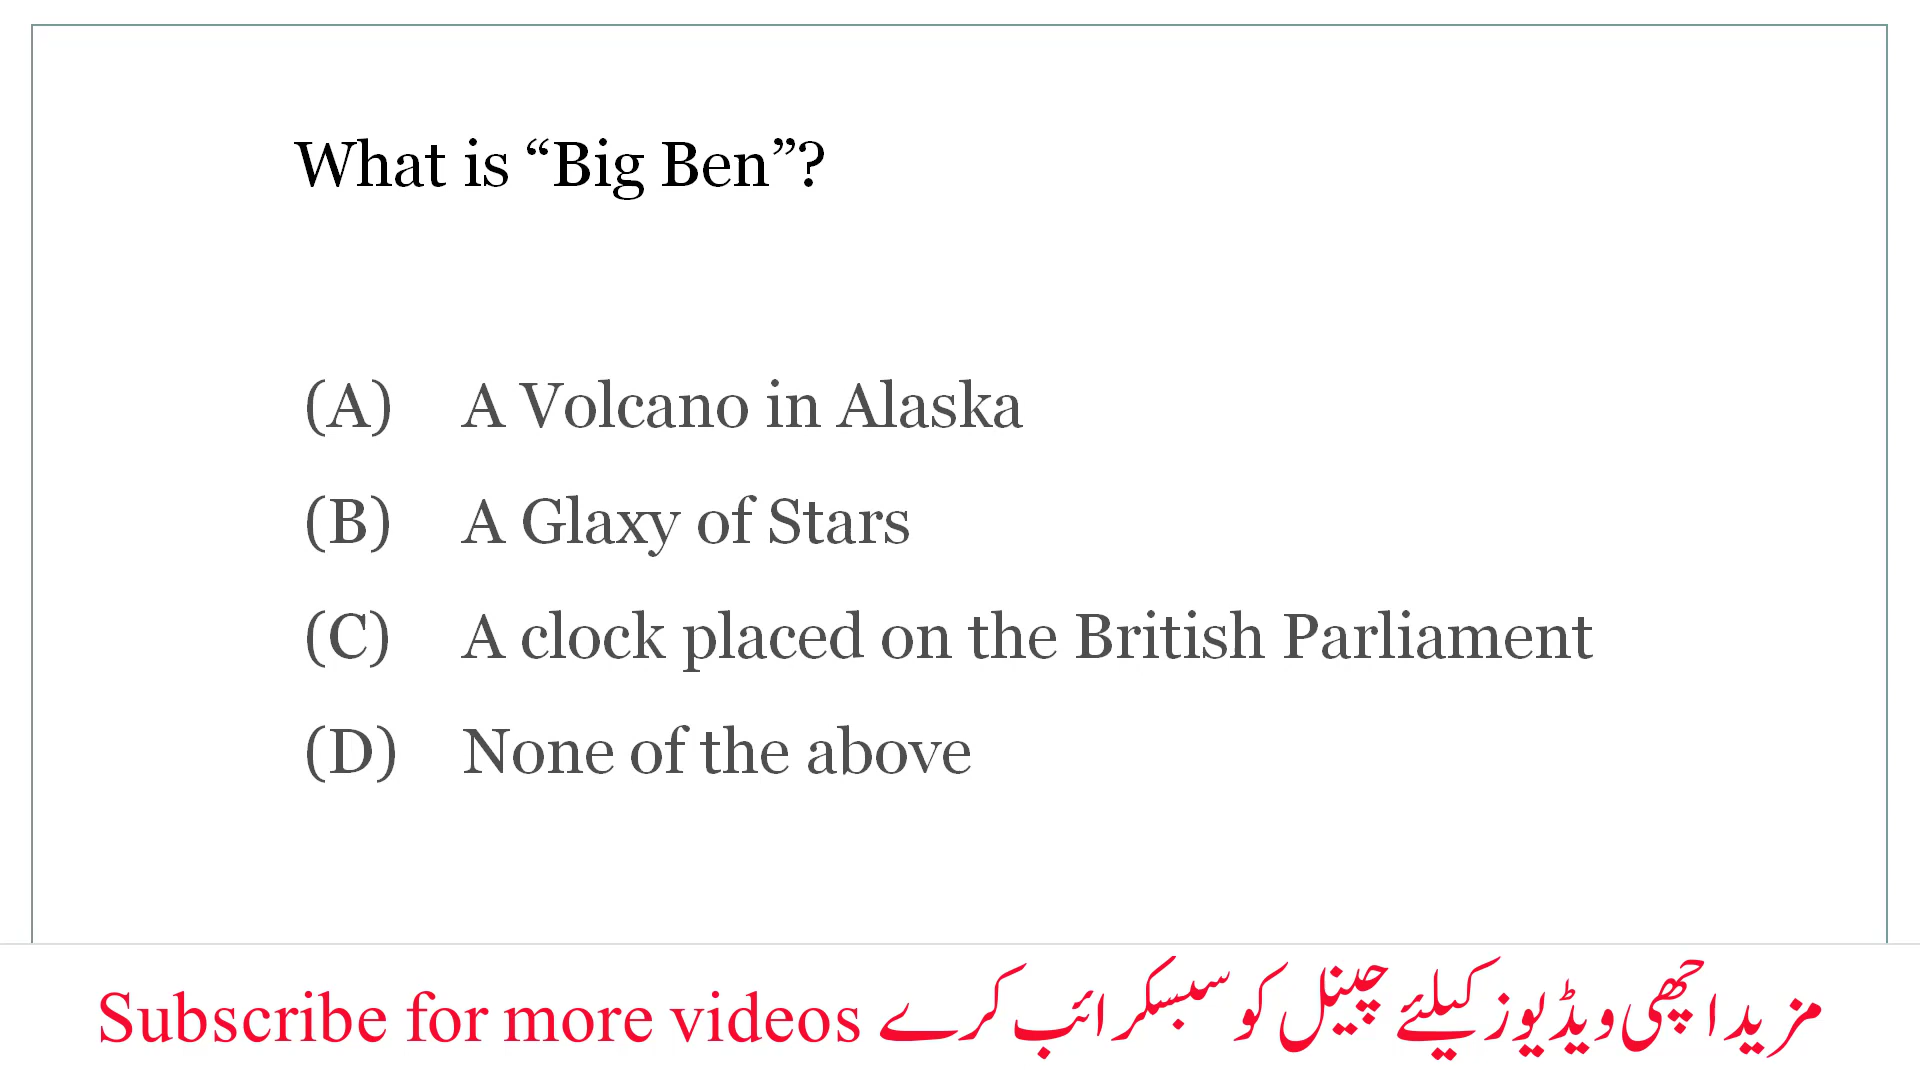 What is “Big Ben”?
(A) A Volcano in Alaska
(B) A Glaxy of Stars
(C) A clock placed on the British Parliament
(D) None of the above
Subscribe for more videos مزید اچھی ویڈیوز کیلئے چینل کو سبسکرائب کرے